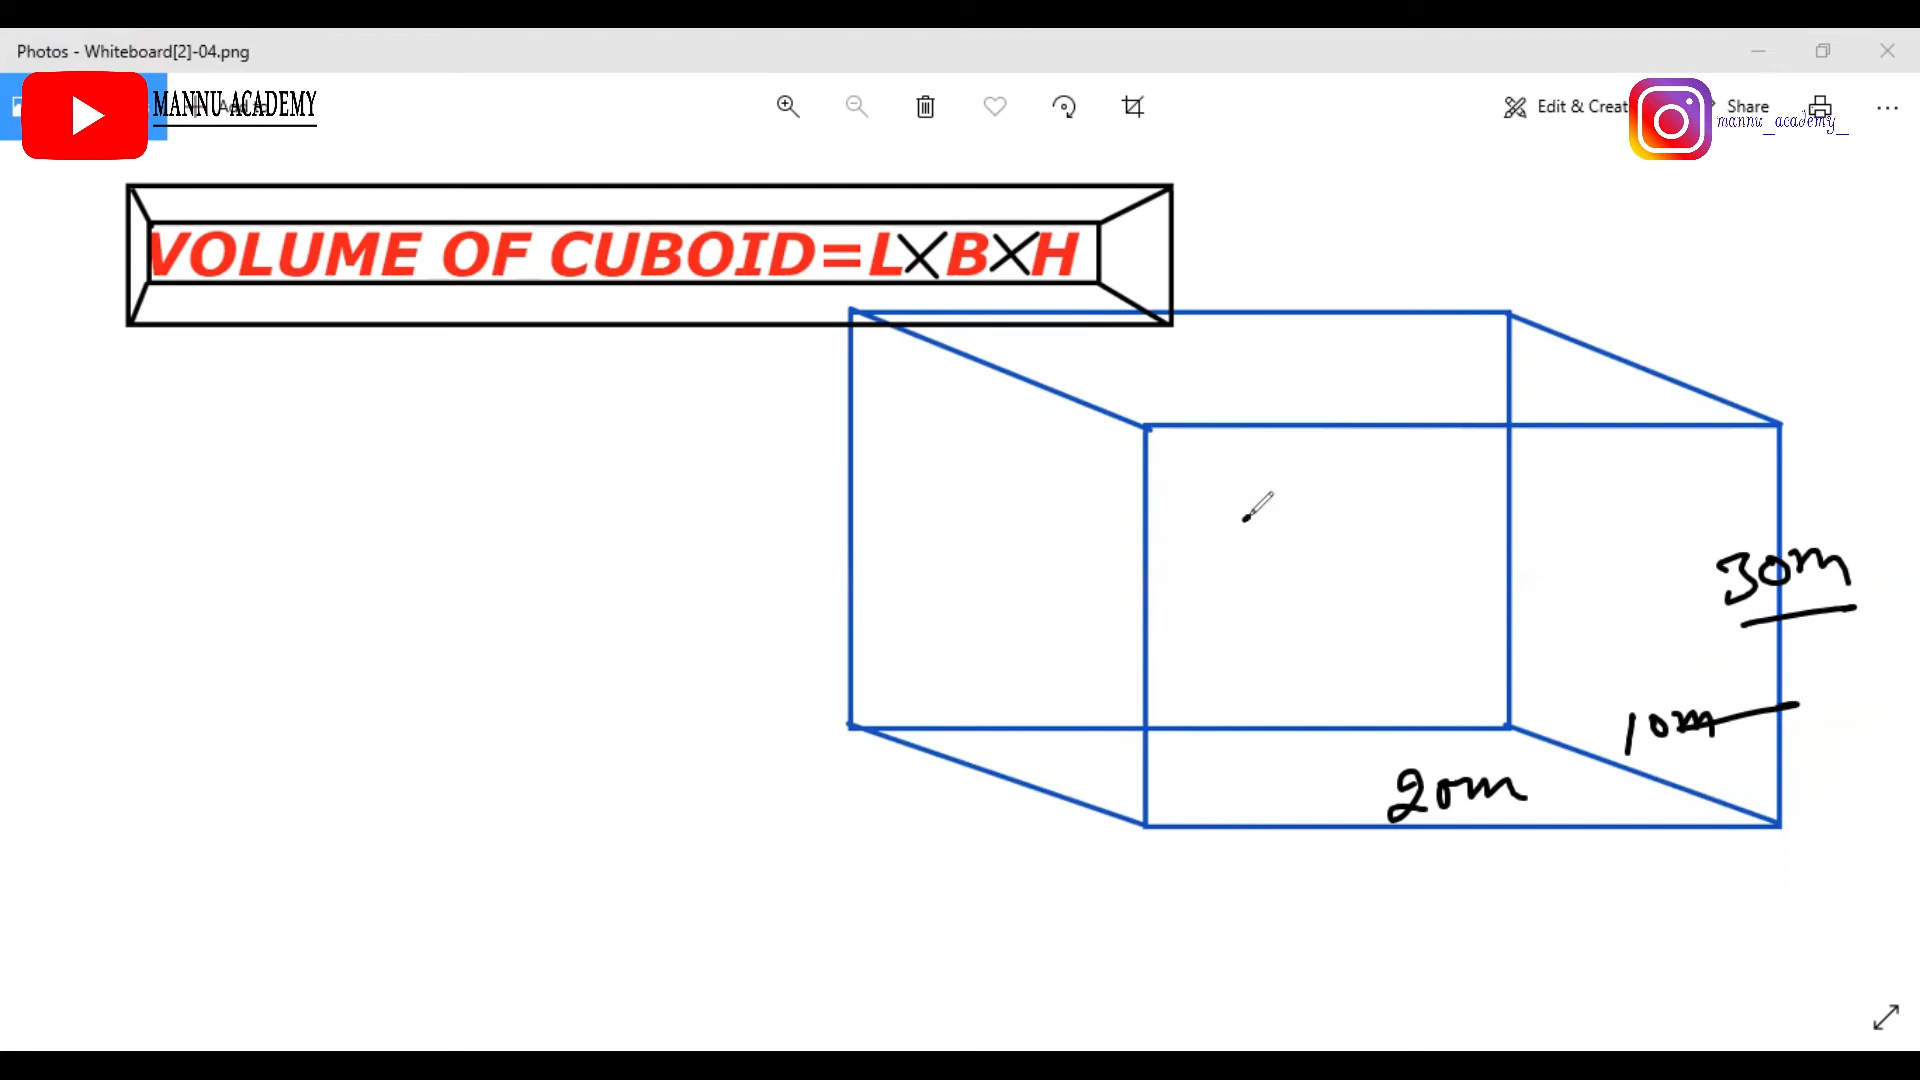 Photos - Whiteboard[2]-04.png
MANNU ACADEMY
Edit & Creat
Share
mannu_academy_
VOLUME OF CUBOID=L×B×H
30m
10m
20m